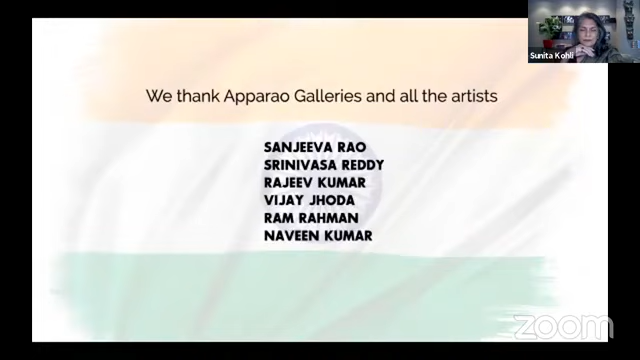 Sunita Kohli
We thank Apparao Galleries and all the artists
SANJEEVA RAO
SRINIVASA REDDY
RAJEEV KUMAR
VIJAY JHODA
RAM RAHMAN
NAVEEN KUMAR
zoom